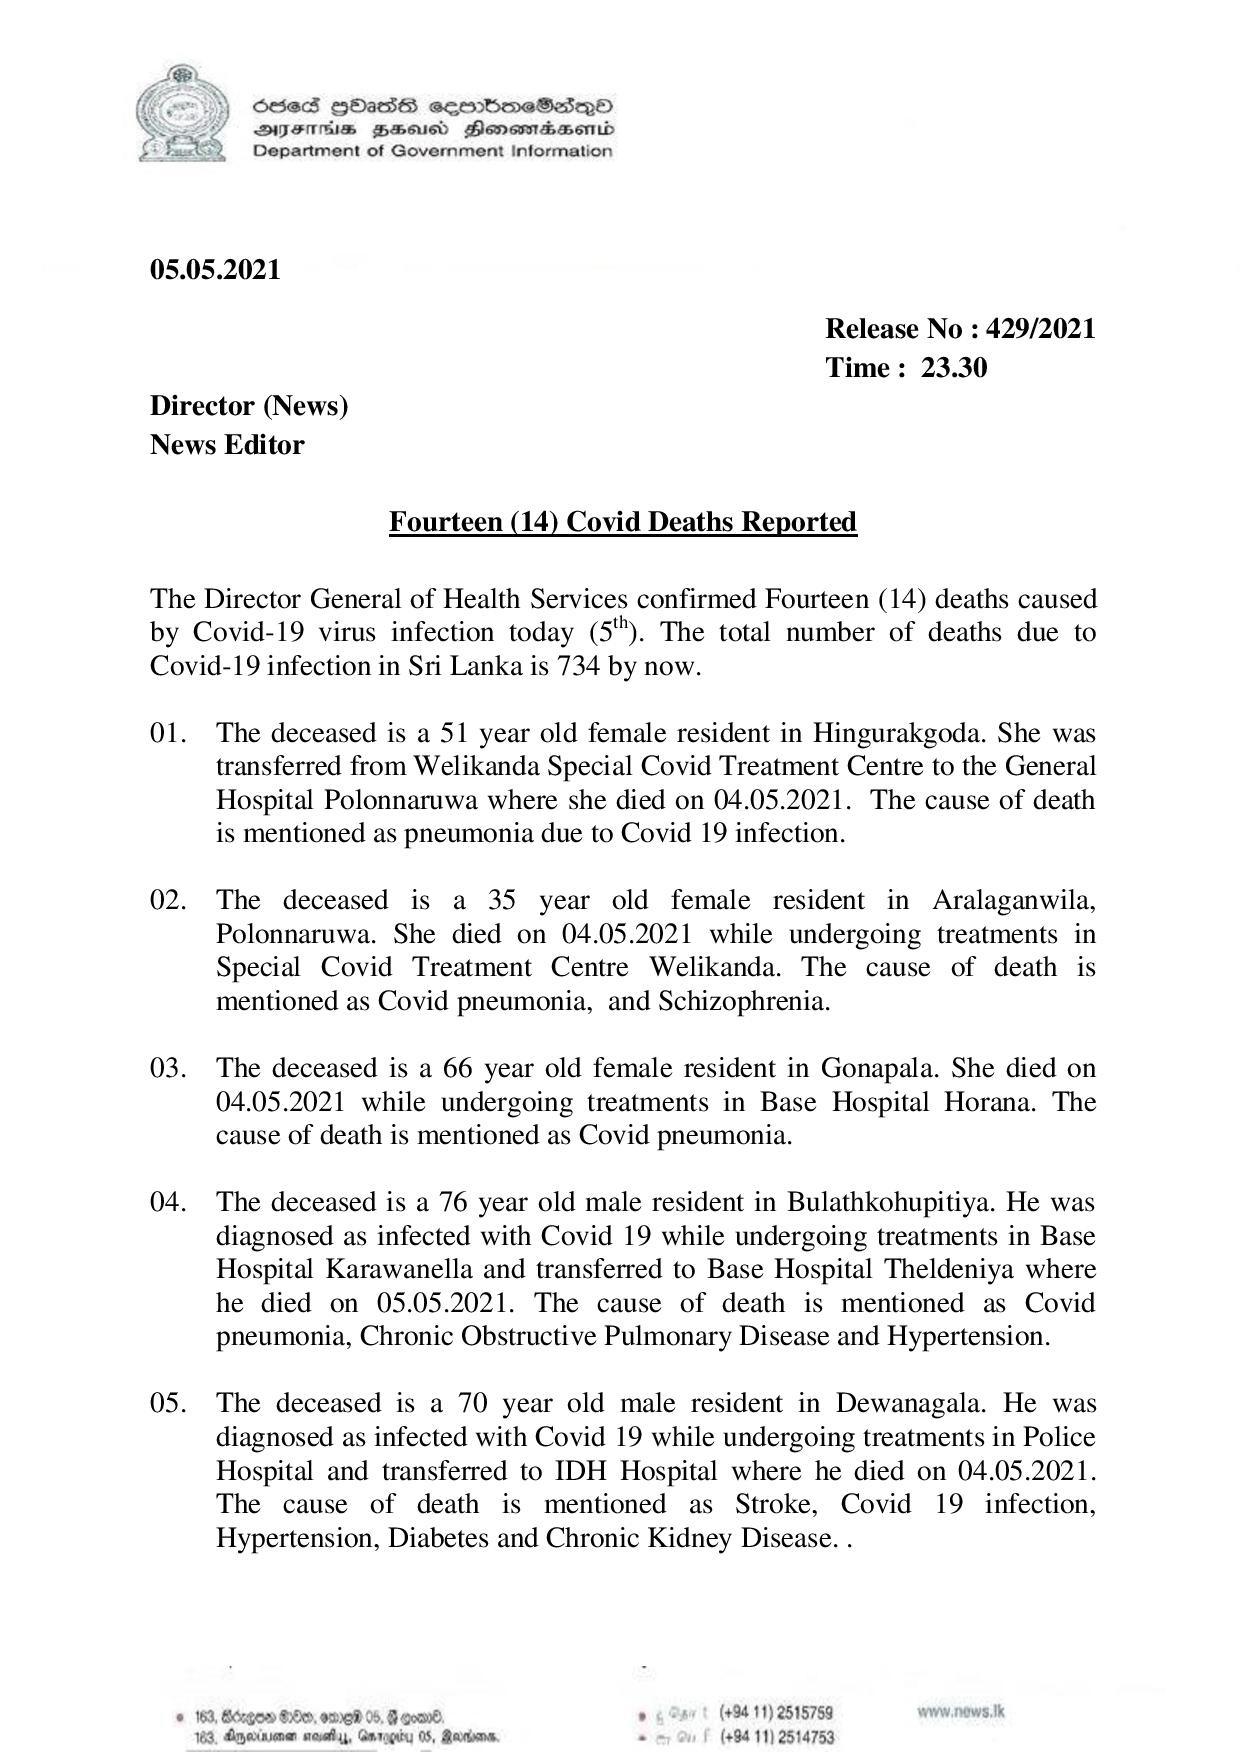 රජයේ ප්‍රවෘත්ති දෙපාර්තමේන්තුව
அரசாங்க தகவல் திணைக்களம்
Department of Government Information
05.05.2021
Release No : 429/2021
Time :  23.30
Director (News)
News Editor
Fourteen (14) Covid Deaths Reported
The Director General of Health Services confirmed Fourteen (14) deaths caused
by Covid-19 virus infection today (5th). The total number of deaths due to
Covid-19 infection in Sri Lanka is 734 by now.
01. The deceased is a 51 year old female resident in Hingurakgoda. She was
transferred from Welikanda Special Covid Treatment Centre to the General
Hospital Polonnaruwa where she died on 04.05.2021.  The cause of death
is mentioned as pneumonia due to Covid 19 infection.
02. The deceased is a 35 year old female resident in Aralaganwila,
Polonnaruwa. She died on 04.05.2021 while undergoing treatments in
Special Covid Treatment Centre Welikanda. The cause of death is
mentioned as Covid pneumonia,  and Schizophrenia.
03. The deceased is a 66 year old female resident in Gonapala. She died on
04.05.2021 while undergoing treatments in Base Hospital Horana. The
cause of death is mentioned as Covid pneumonia.
04. The deceased is a 76 year old male resident in Bulathkohupitiya. He was
diagnosed as infected with Covid 19 while undergoing treatments in Base
Hospital Karawanella and transferred to Base Hospital Theldeniya where
he died on 05.05.2021. The cause of death is mentioned as Covid
pneumonia, Chronic Obstructive Pulmonary Disease and Hypertension.
05. The deceased is a 70 year old male resident in Dewanagala. He was
diagnosed as infected with Covid 19 while undergoing treatments in Police
Hospital and transferred to IDH Hospital where he died on 04.05.2021.
The cause of death is mentioned as Stroke, Covid 19 infection,
Hypertension, Diabetes and Chronic Kidney Disease. .
163, කිරුලපන මාවත, කොළඹ 05, ශ්‍රී ලංකාව.
163, கிருலப்பனை எவனியூ, கொழும்பு 05, இலங்கை.
(+94 11) 2515759
(+94 11) 2514753
www.news.lk